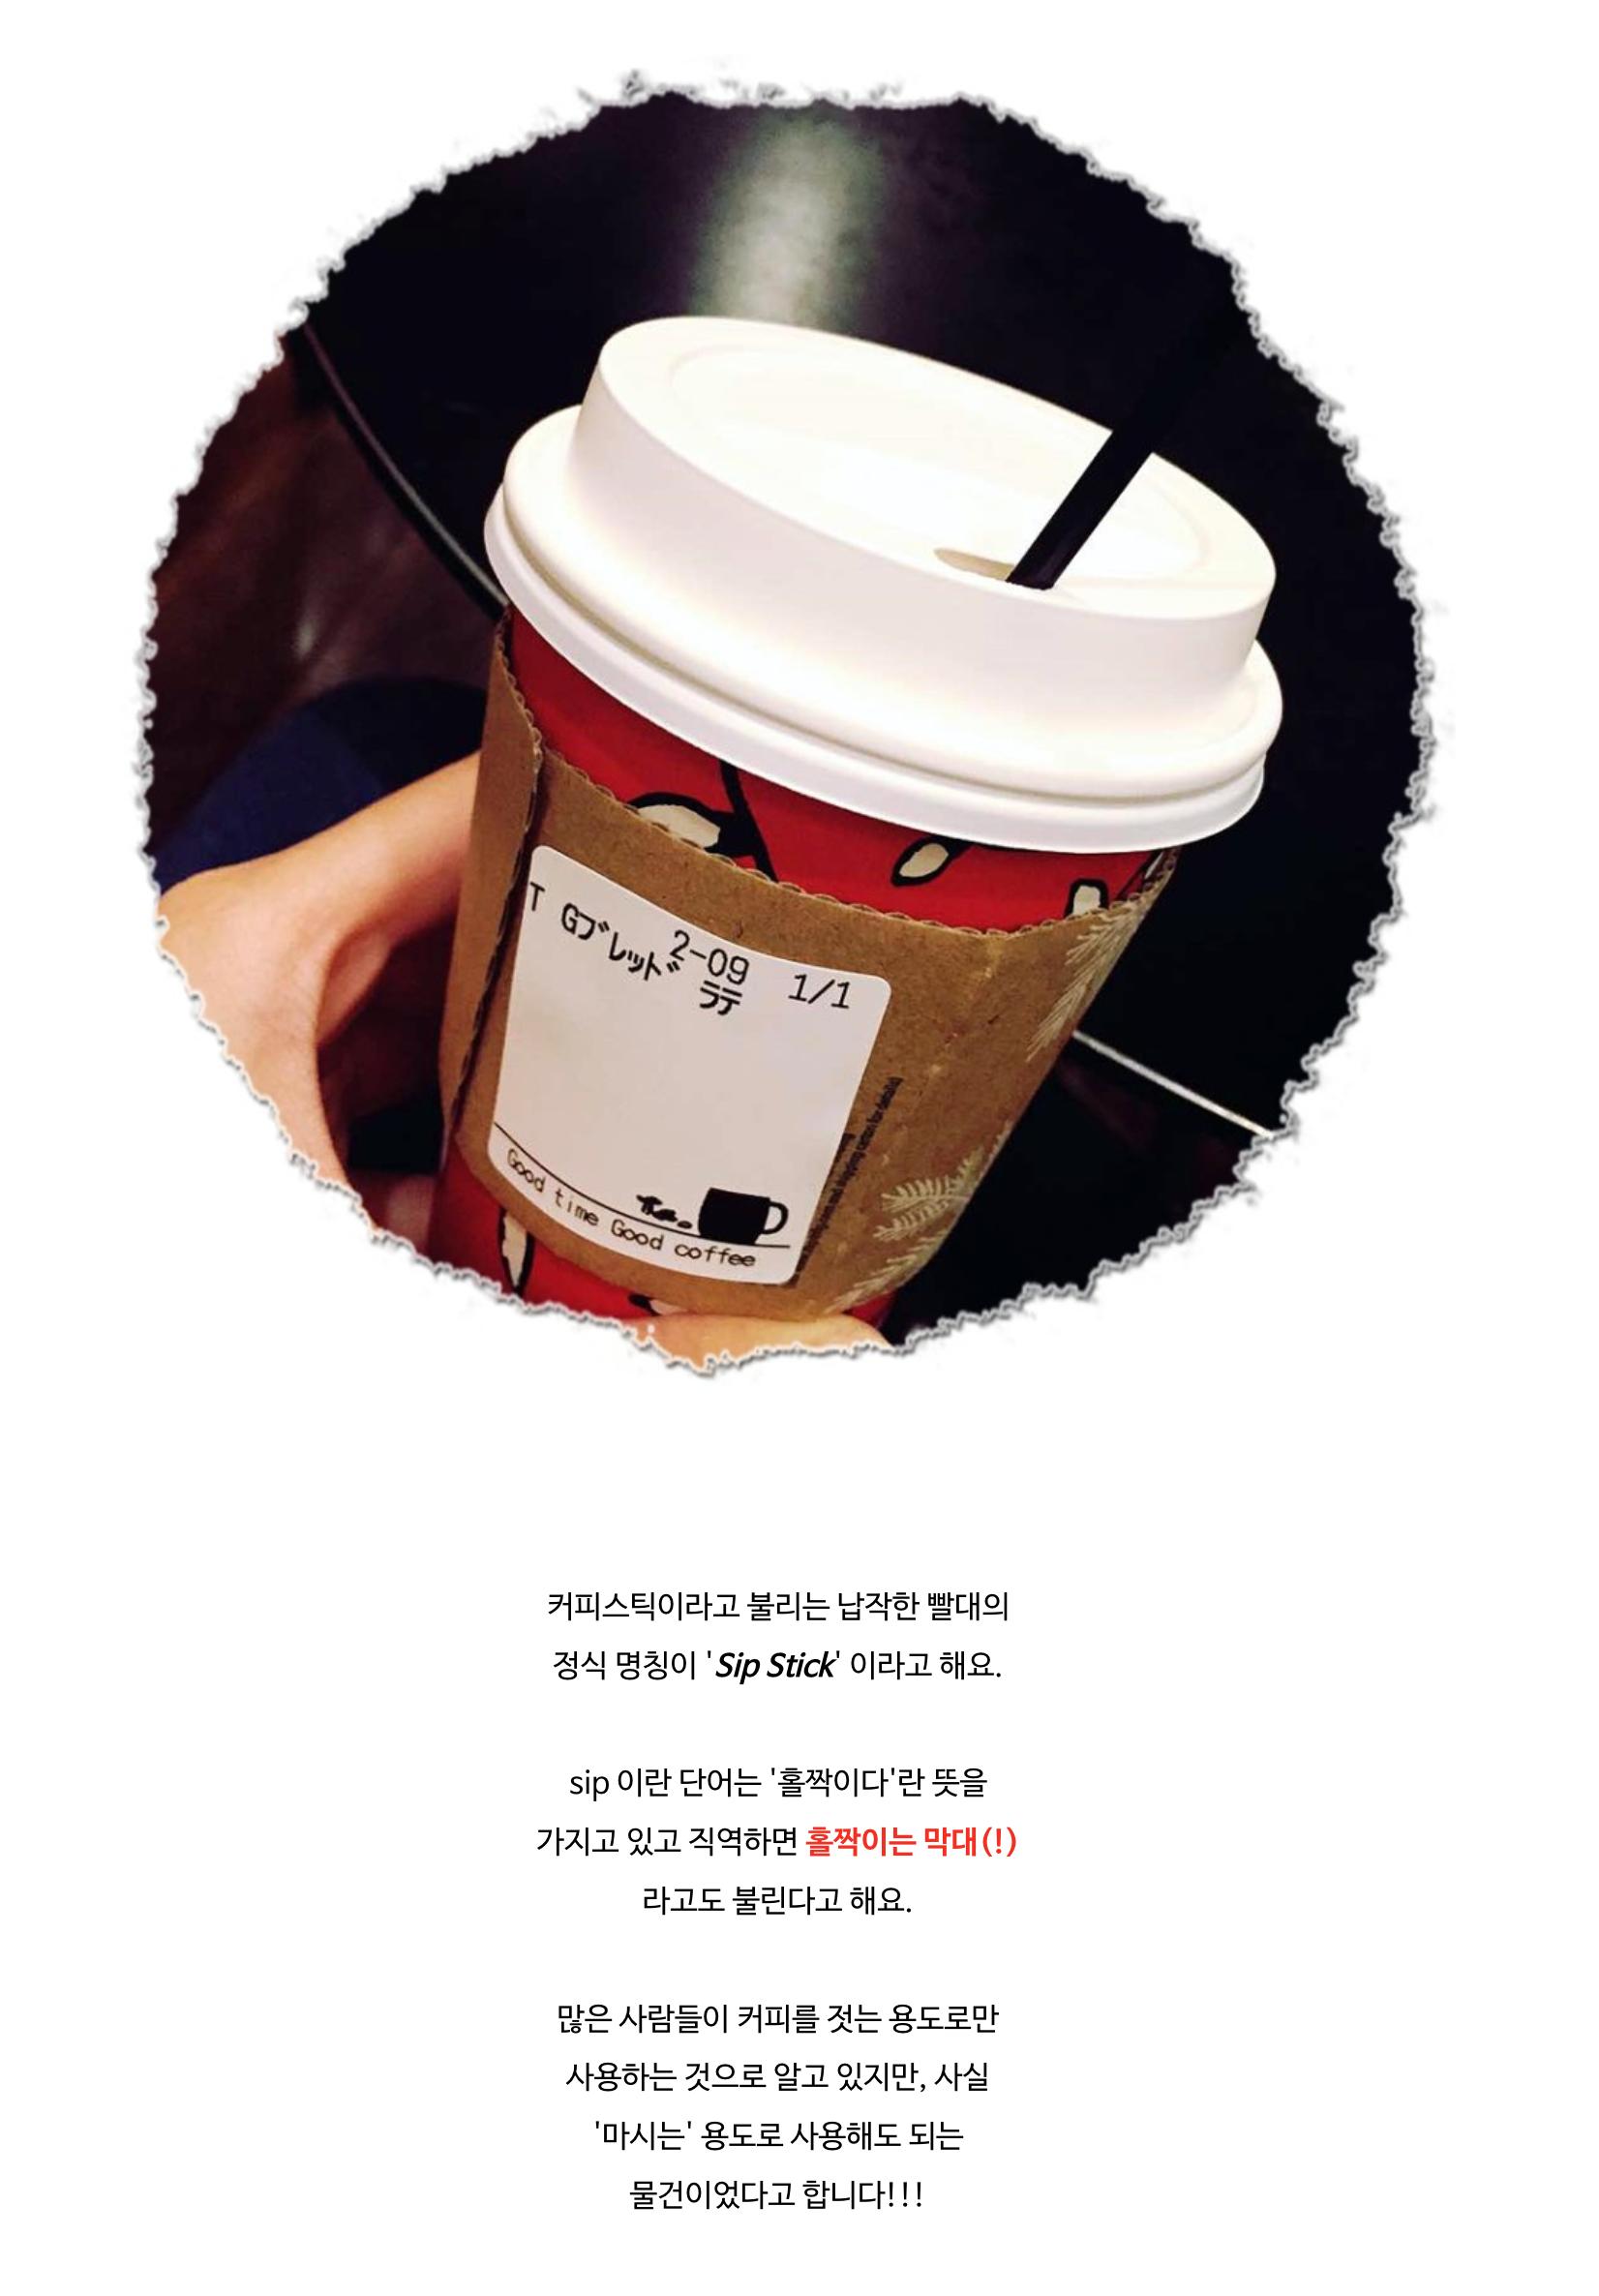 2-09 1/1
T Gブレッド ラテ
Good time Good coffee
커피스틱이라고 불리는 납작한 빨대의
정식 명칭이 'Sip Stick' 이라고 해요.
sip 이란 단어는 '홀짝이다'란 뜻을
가지고 있고 직역하면 홀짝이는 막대(!)
라고도 불린다고 해요.
많은 사람들이 커피를 젓는 용도로만
사용하는 것으로 알고 있지만, 사실
'마시는' 용도로 사용해도 되는
물건이었다고 합니다!!!